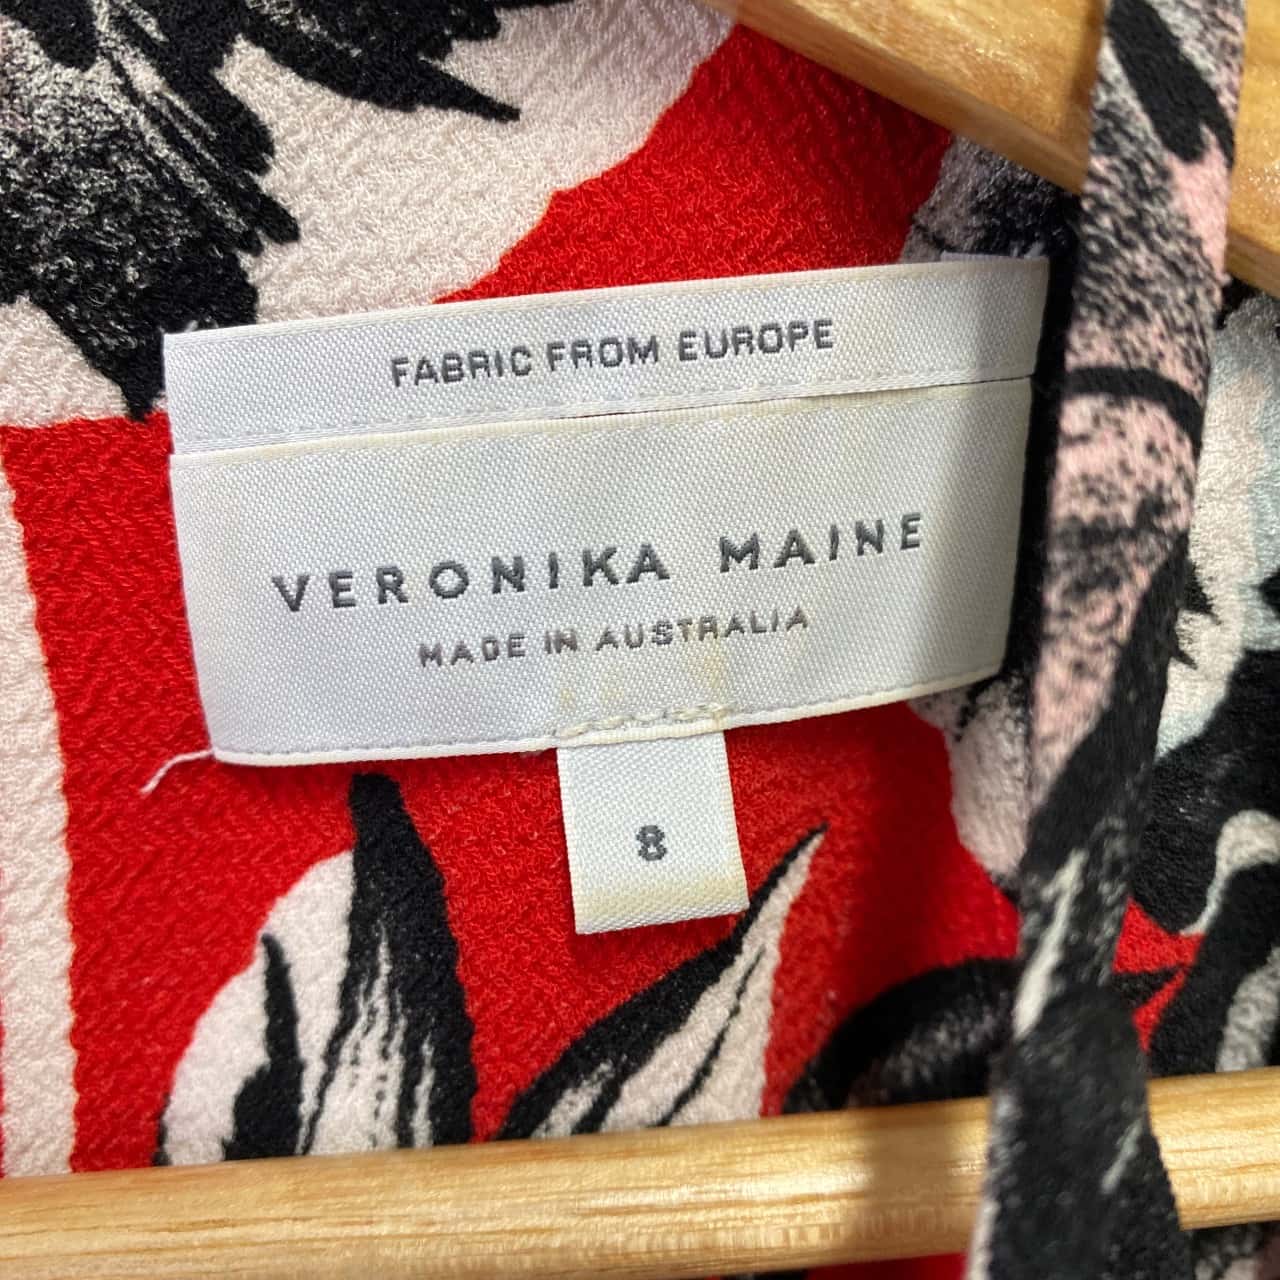 FABRIC FROM EUROPE
VERONIKA MAINE
MADE IN AUSTRALIA
8